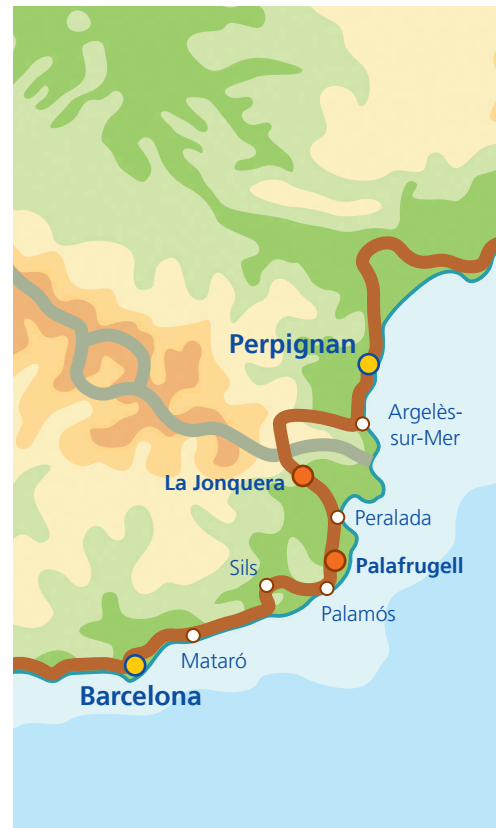 Perpignan
Argelès-
sur-Mer
La Jonquera
Peralada
Sils
Palafrugell
Palamós
Mataró
Barcelona